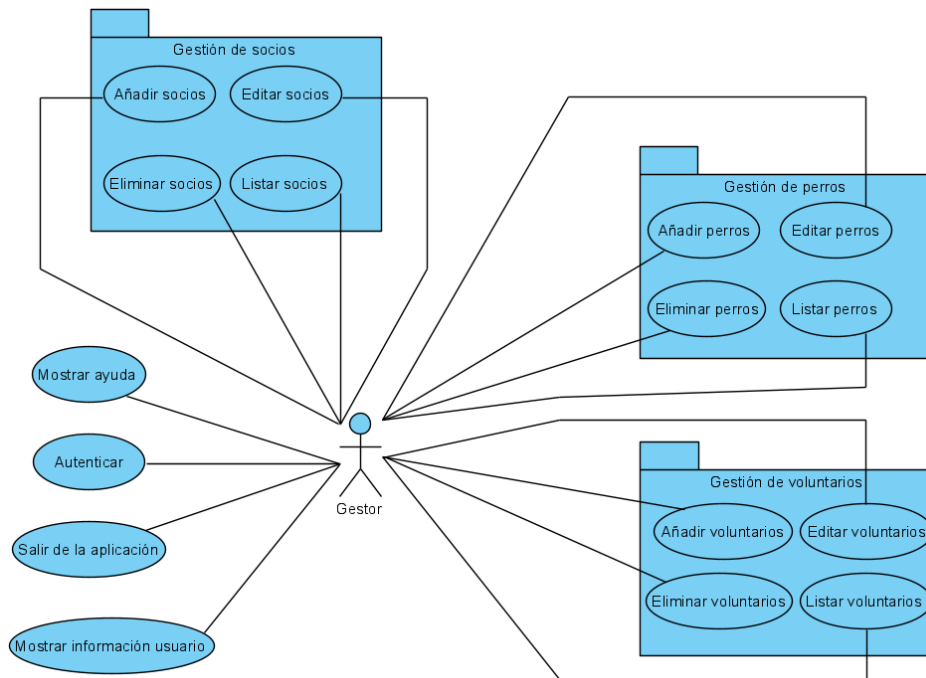 Gestión de socios
Añadir socios
Editar socios
Eliminar socios
Listar socios
Gestión de perros
Añadir perros
Editar perros
Eliminar perros
Listar perros
Mostrar ayuda
Autenticar
Salir de la aplicación
Mostrar información usuario
Gestor
Gestión de voluntarios
Añadir voluntarios
Editar voluntarios
Eliminar voluntarios
Listar voluntarios